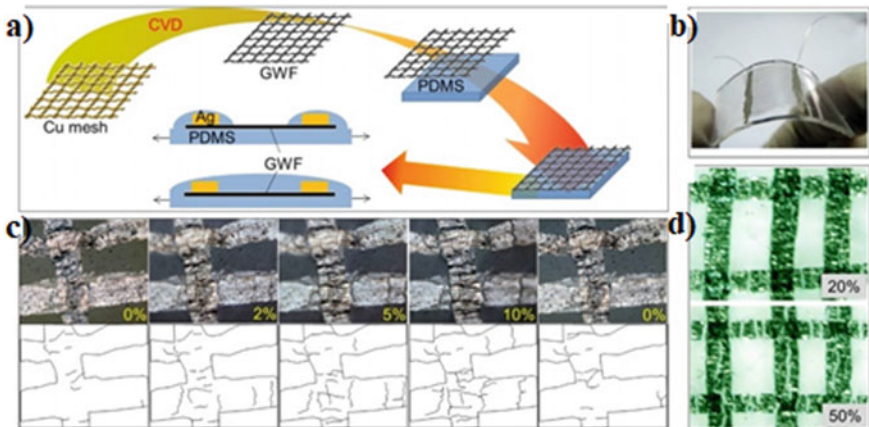 a)
CVD
Cu mesh
GWF
PDMS
Ag
PDMS
GWF
b)
c)
0%
2%
5%
10%
0%
d)
20%
50%